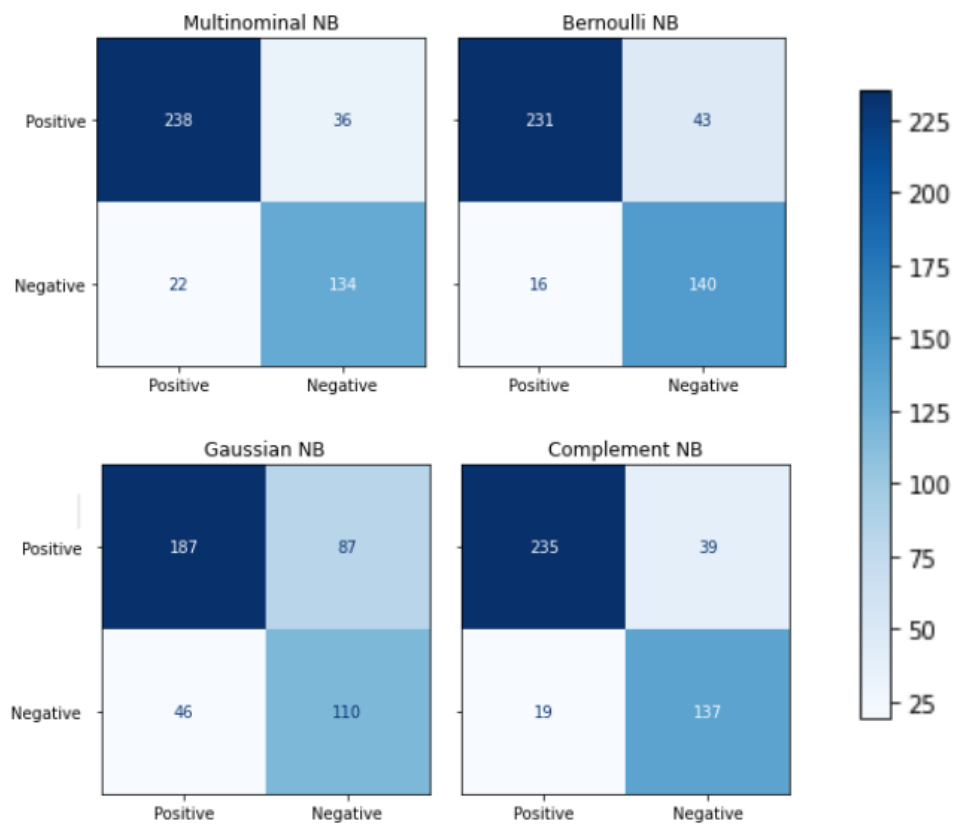 Multinominal NB
Bernoulli NB
Positive
238
36
231
43
Negative
22
134
16
140
Positive
Negative
Positive
Negative
Gaussian NB
Complement NB
Positive
187
87
235
39
Negative
46
110
19
137
Positive
Negative
Positive
Negative
225
200
175
150
125
100
75
50
25